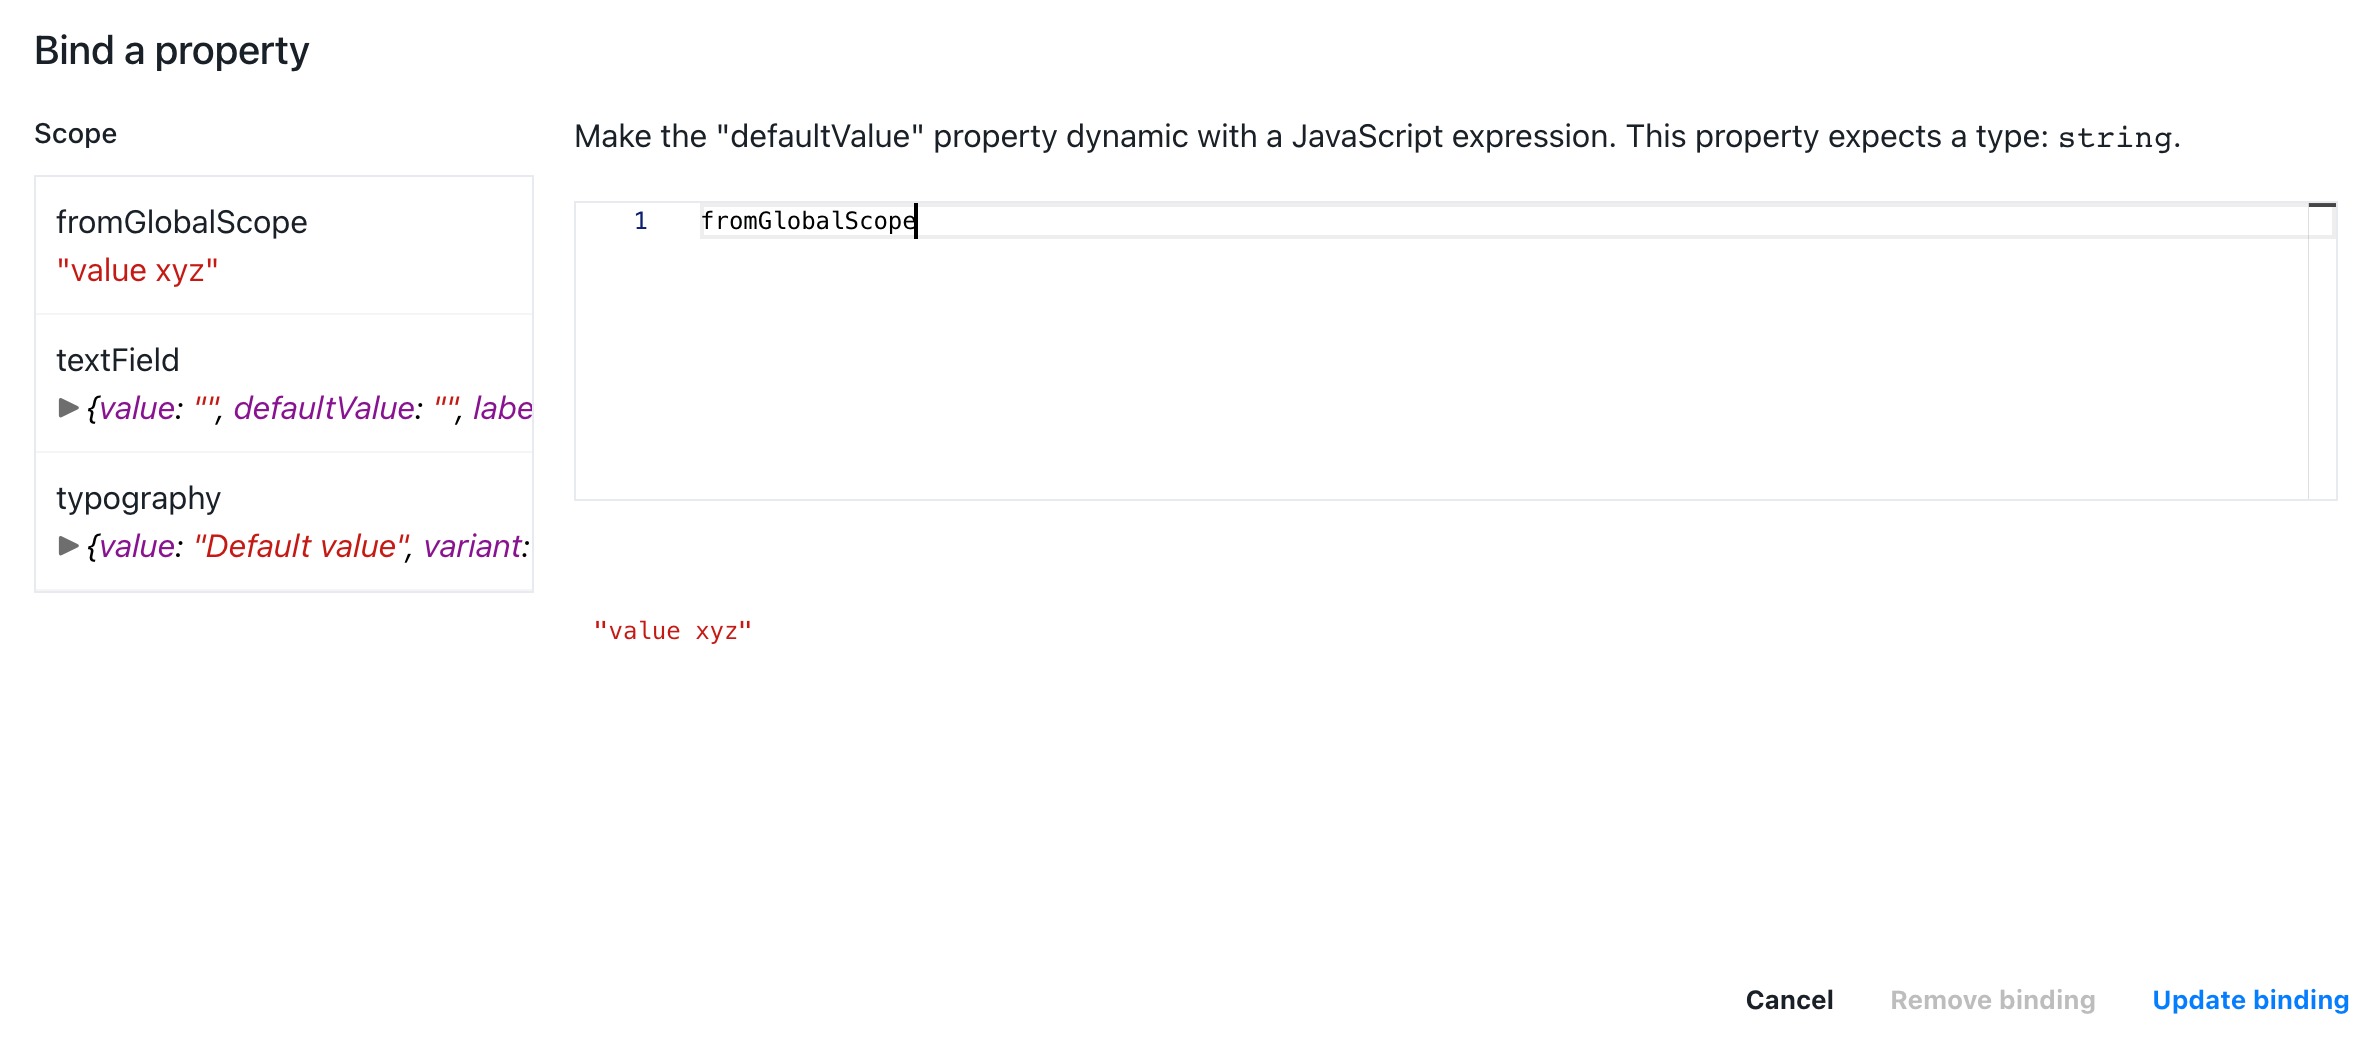 Bind a property
Scope
fromGlobalScope
"value xyz"
textField
{value: "", defaultValue: "", labe
typography
{value: "Default value", variant:
Make the "defaultValue" property dynamic with a JavaScript expression. This property expects a type: string.
1 fromGlobalScope
"value xyz"
Cancel Remove binding Update binding